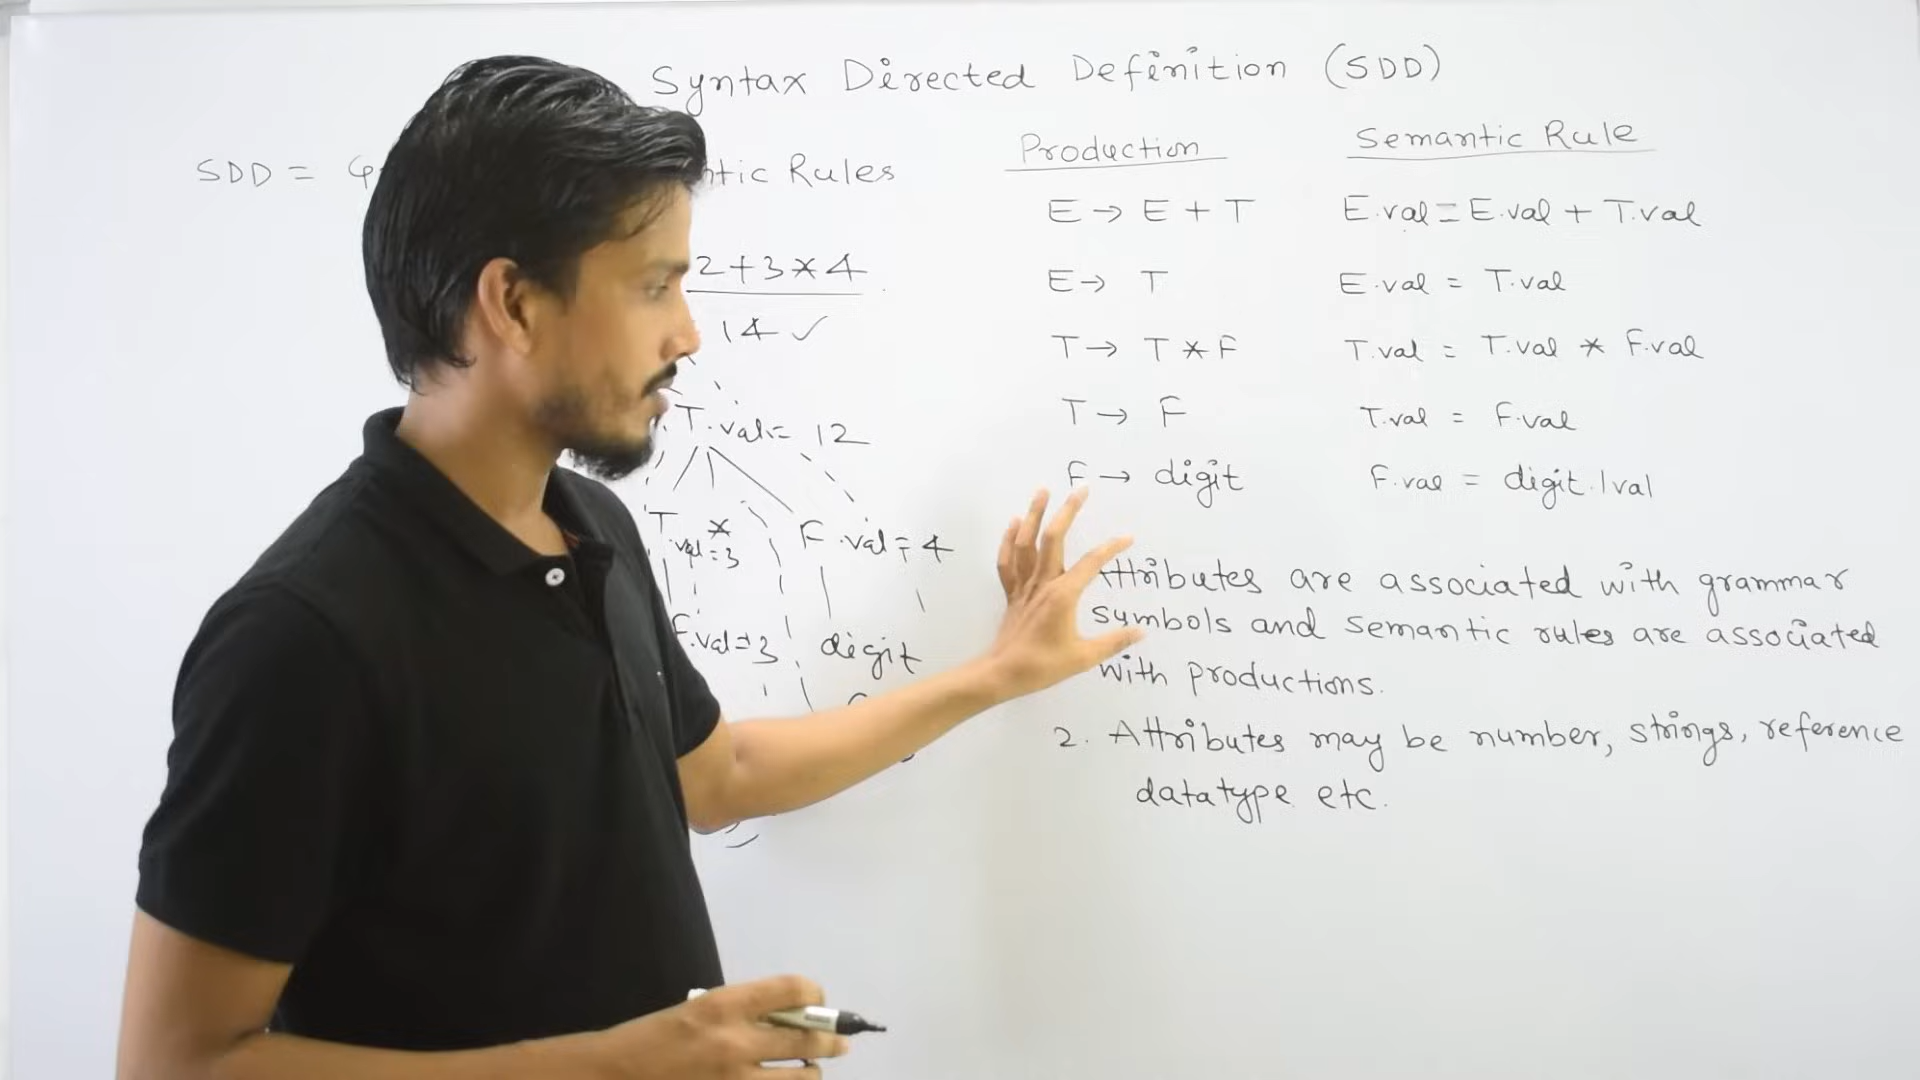 Syntax Directed Definition (SDD)
SDD = Rules
2+3*4
14 ✓
T.val= 12
T * F.val = 4
.val=3
F.val=3 digit
Production Semantic Rule
E → E + T E.val = E.val + T.val
E → T E.val = T.val
T → T * F T.val = T.val * F.val
T → F T.val = F.val
F → digit F.val = digit.lval
Attributes are associated with grammar
symbols and semantic rules are associated
with productions.
2. Attributes may be number, strings, reference
datatype etc.